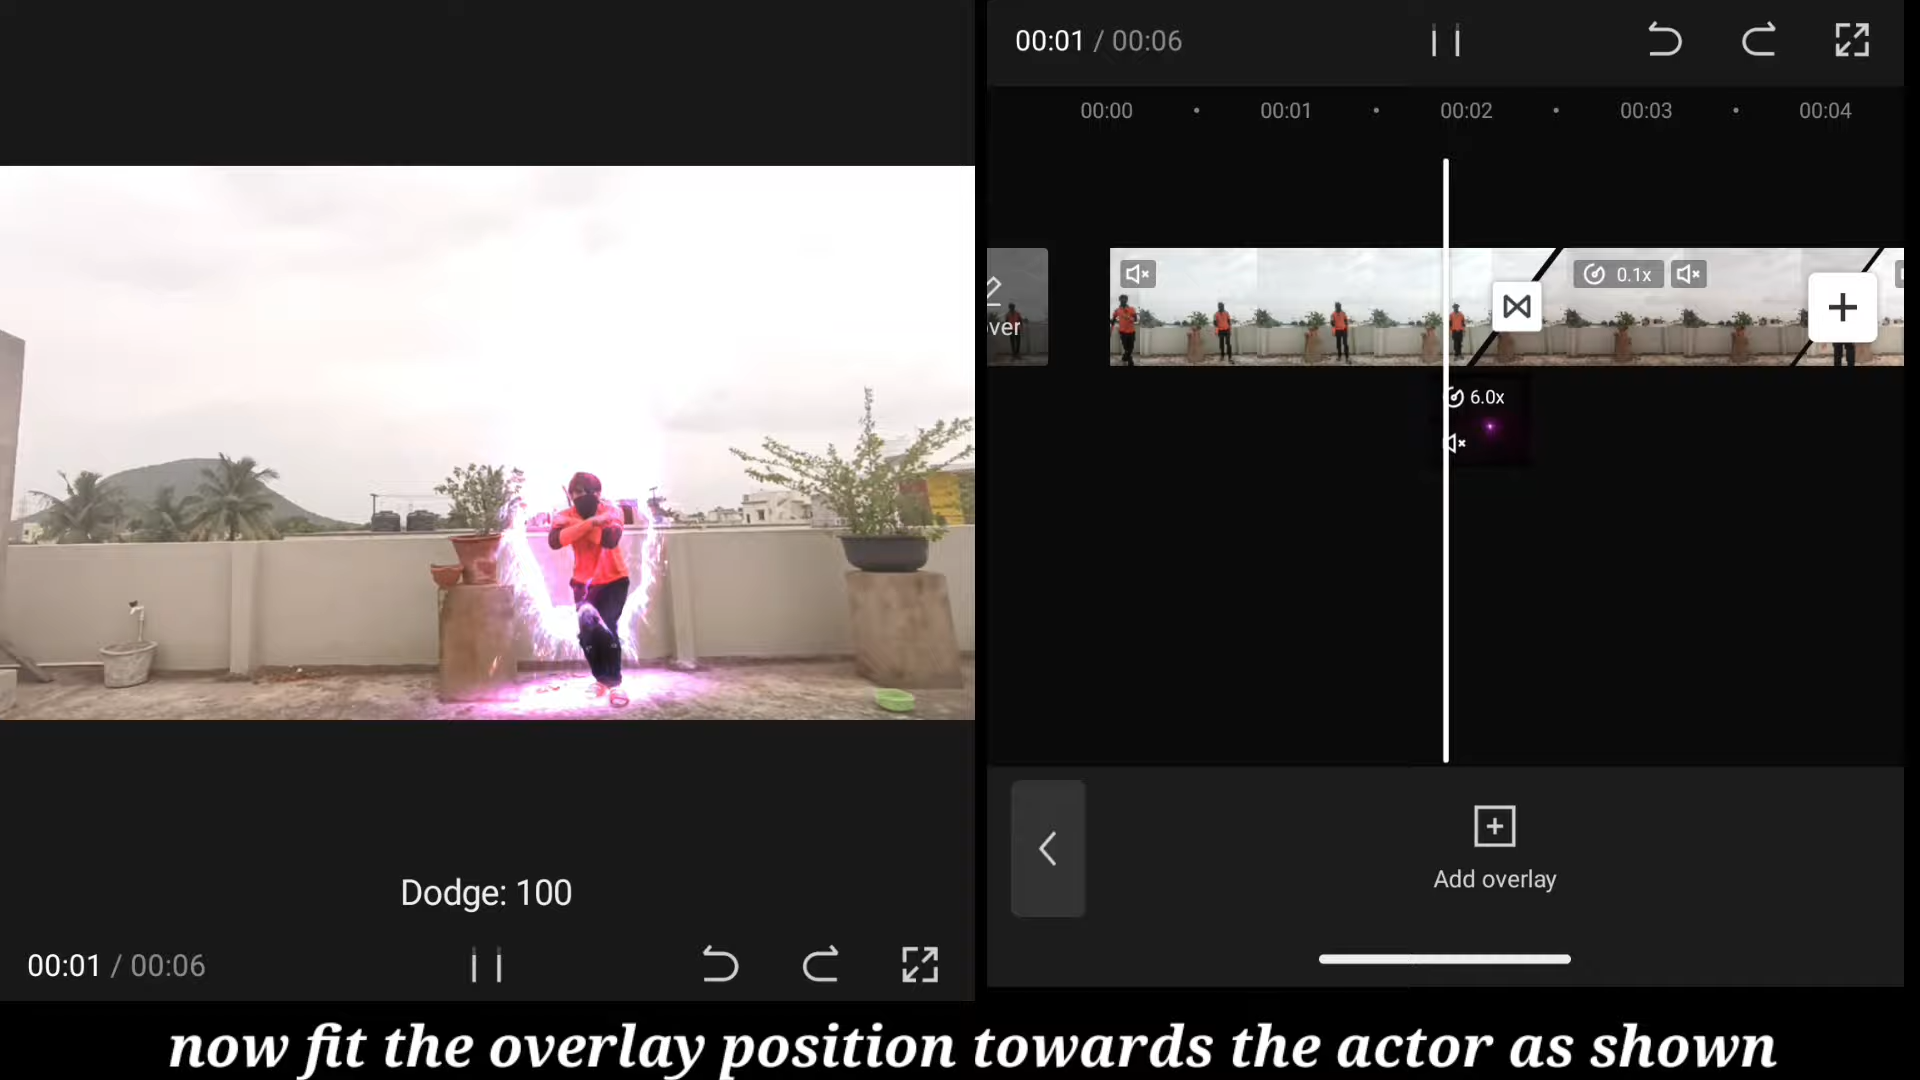 00:01 / 00:06
00:00 00:01 00:02 00:03 00:04
0.1x
ver
6.0x
Add overlay
Dodge: 100
00:01 / 00:06
now fit the overlay position towards the actor as shown